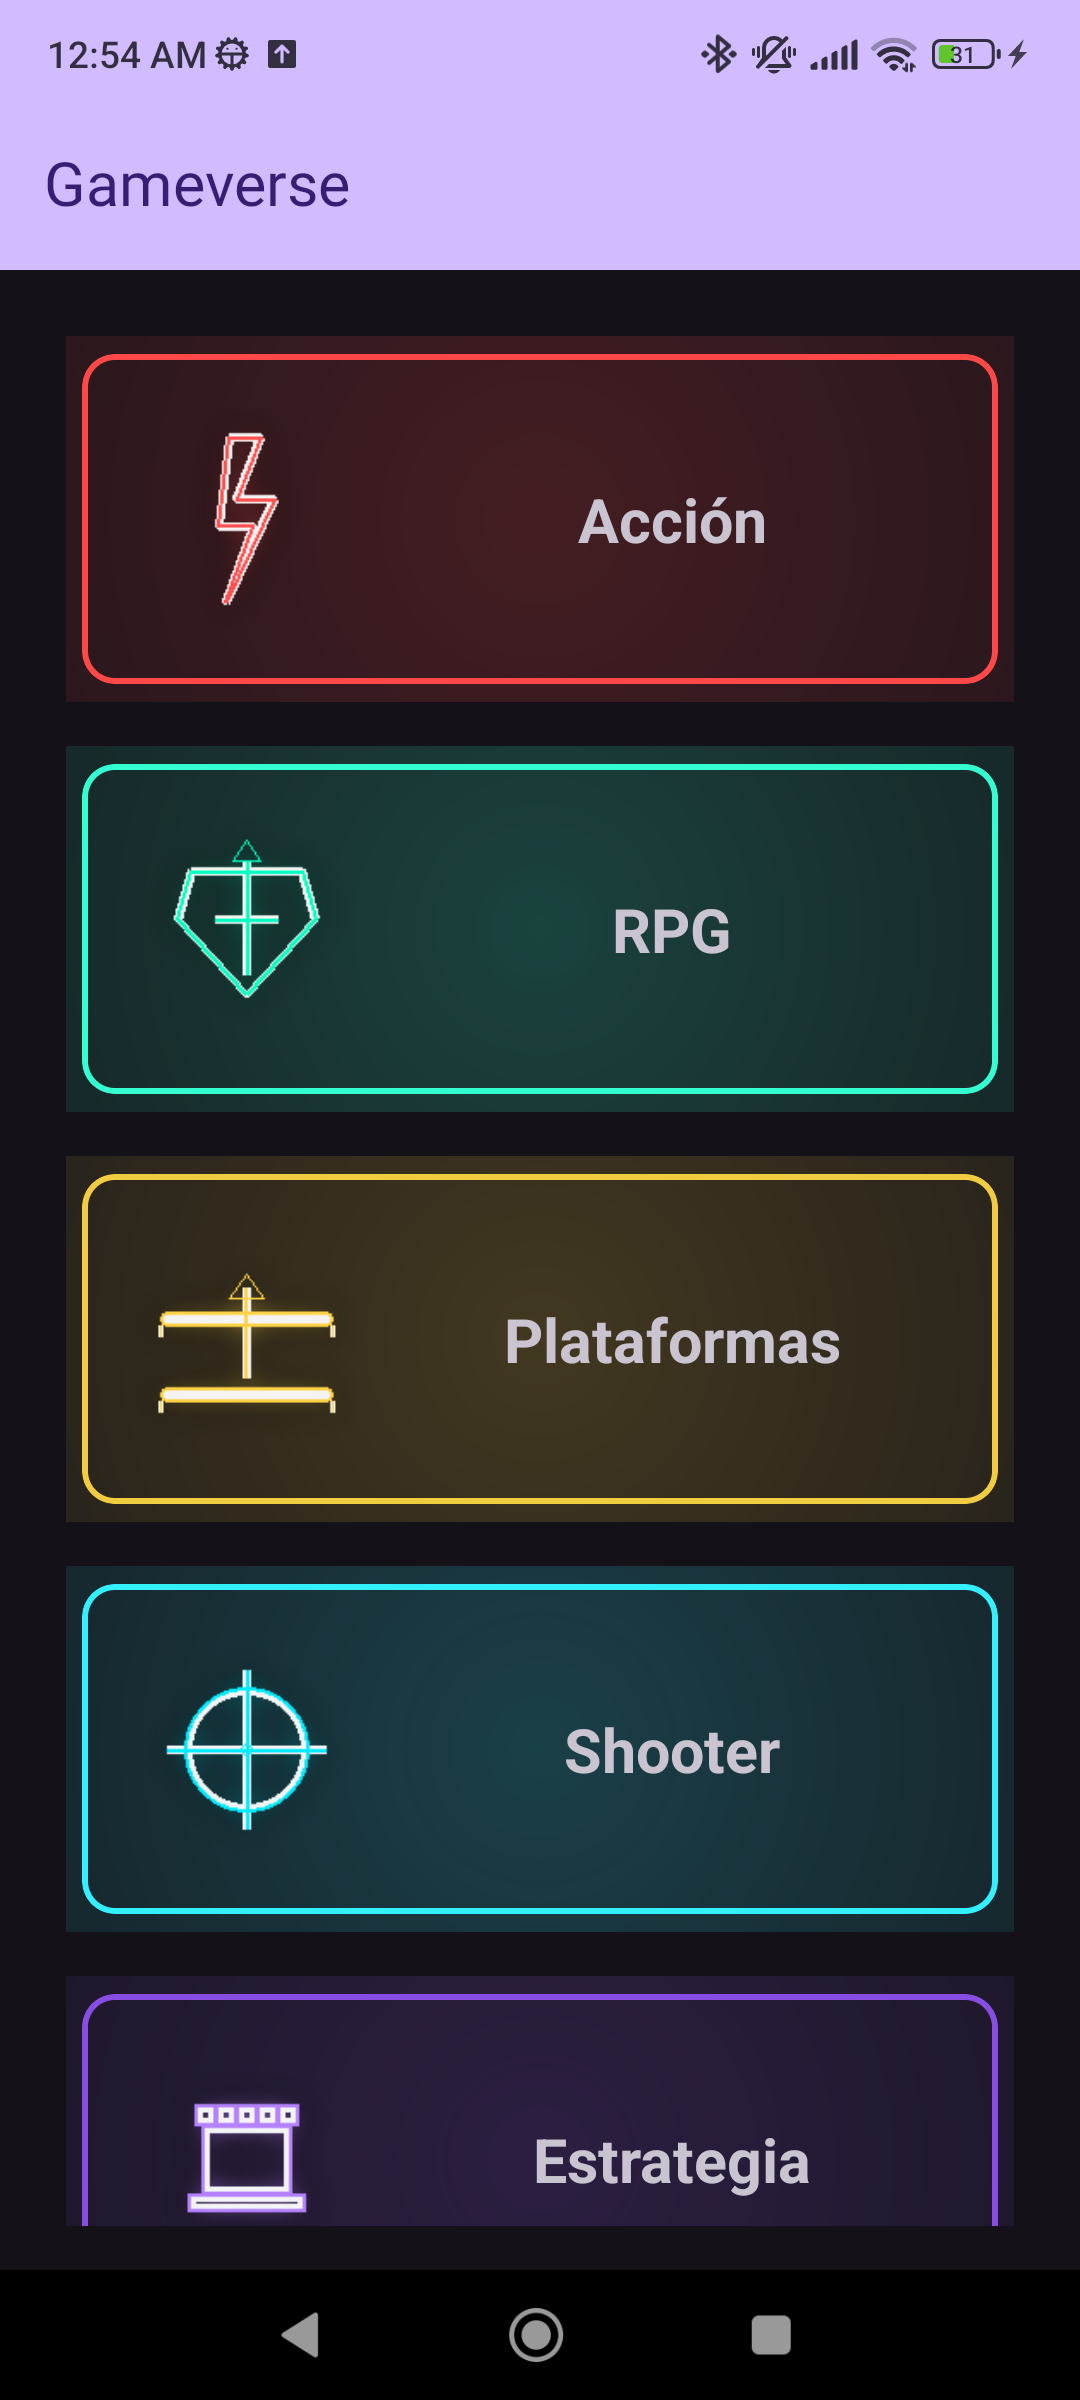 12:54 AM
31
Gameverse
Acción
RPG
Plataformas
Shooter
Estrategia